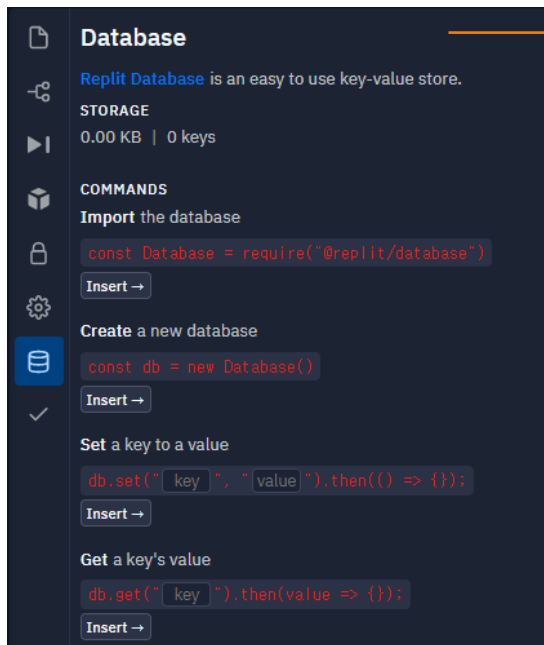 Database
Replit Database is an easy to use key-value store.
STORAGE
0.00 KB | 0 keys
COMMANDS
Import the database
const Database = require("@replit/database")
Insert →
Create a new database
const db = new Database()
Insert →
Set a key to a value
db.set("key", "value").then(() => {});
Insert →
Get a key's value
db.get("key").then(value => {});
Insert →